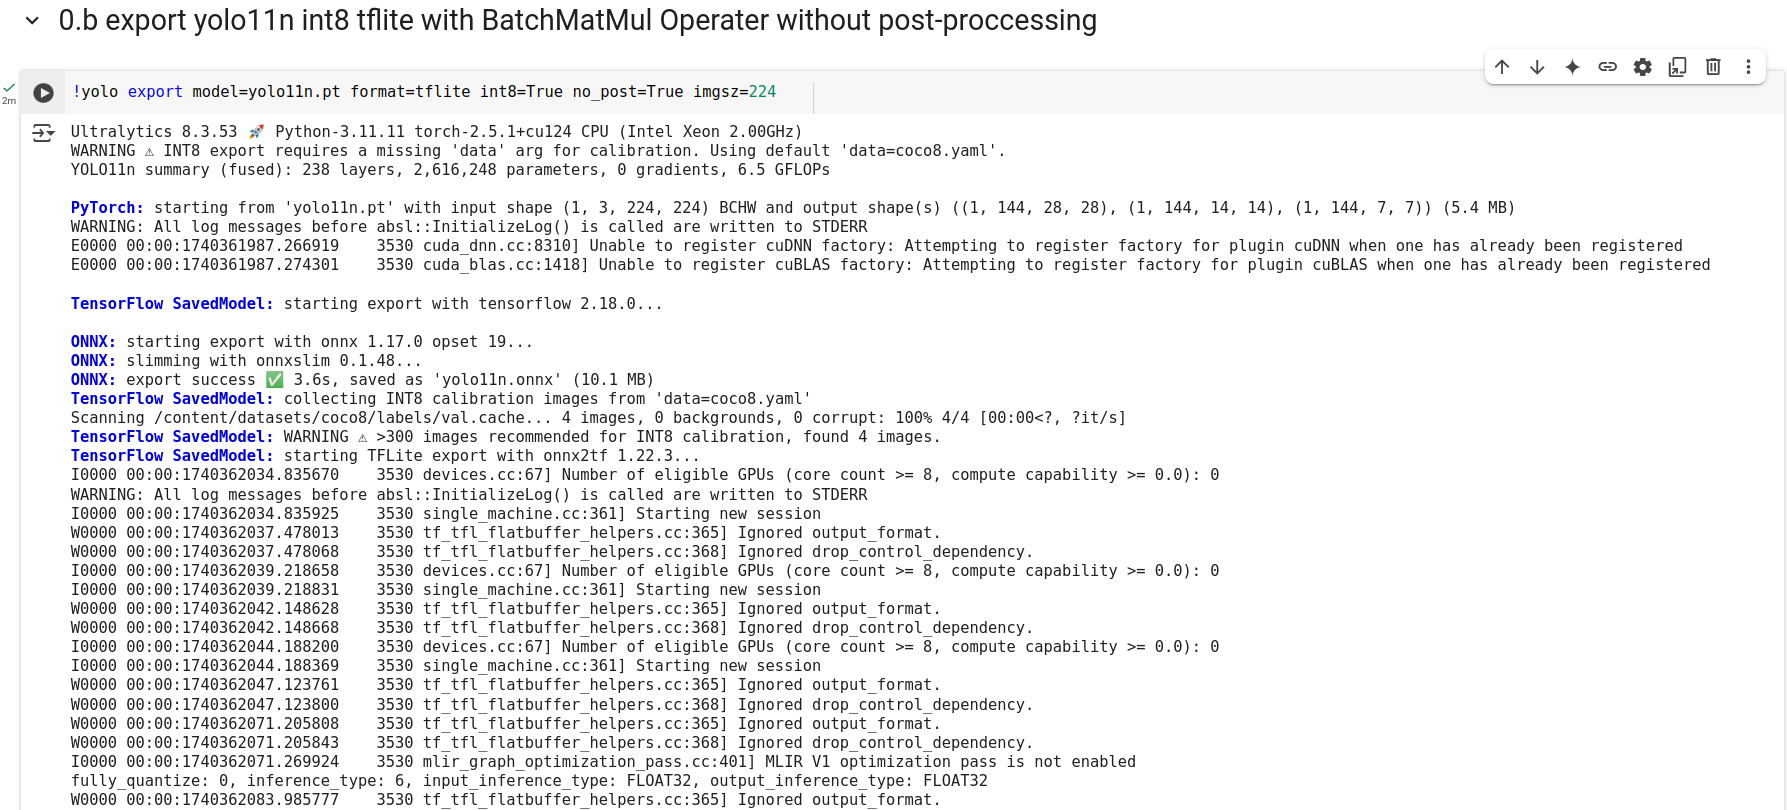 0.b export yolo11n int8 tflite with BatchMatMul Operater without post-proccessing
2m
!yolo export model=yolo11n.pt format=tflite int8=True no_post=True imgsz=224
Ultralytics 8.3.53 🚀 Python-3.11.11 torch-2.5.1+cu124 CPU (Intel Xeon 2.00GHz)
WARNING ⚠ INT8 export requires a missing 'data' arg for calibration. Using default 'data=coco8.yaml'.
YOLO11n summary (fused): 238 layers, 2,616,248 parameters, 0 gradients, 6.5 GFLOPs
PyTorch: starting from 'yolo11n.pt' with input shape (1, 3, 224, 224) BCHW and output shape(s) ((1, 144, 28, 28), (1, 144, 14, 14), (1, 144, 7, 7)) (5.4 MB)
WARNING: All log messages before absl::InitializeLog() is called are written to STDERR
E0000 00:00:1740361987.266919    3530 cuda_dnn.cc:8310] Unable to register cuDNN factory: Attempting to register factory for plugin cuDNN when one has already been registered
E0000 00:00:1740361987.274301    3530 cuda_blas.cc:1418] Unable to register cuBLAS factory: Attempting to register factory for plugin cuBLAS when one has already been registered
TensorFlow SavedModel: starting export with tensorflow 2.18.0...
ONNX: starting export with onnx 1.17.0 opset 19...
ONNX: slimming with onnxslim 0.1.48...
ONNX: export success ✅ 3.6s, saved as 'yolo11n.onnx' (10.1 MB)
TensorFlow SavedModel: collecting INT8 calibration images from 'data=coco8.yaml'
Scanning /content/datasets/coco8/labels/val.cache... 4 images, 0 backgrounds, 0 corrupt: 100% 4/4 [00:00<?, ?it/s]
TensorFlow SavedModel: WARNING ⚠ >300 images recommended for INT8 calibration, found 4 images.
TensorFlow SavedModel: starting TFLite export with onnx2tf 1.22.3...
I0000 00:00:1740362034.835670    3530 devices.cc:67] Number of eligible GPUs (core count >= 8, compute capability >= 0.0): 0
WARNING: All log messages before absl::InitializeLog() is called are written to STDERR
I0000 00:00:1740362034.835925    3530 single_machine.cc:361] Starting new session
W0000 00:00:1740362037.478013    3530 tf_tfl_flatbuffer_helpers.cc:365] Ignored output_format.
W0000 00:00:1740362037.478068    3530 tf_tfl_flatbuffer_helpers.cc:368] Ignored drop_control_dependency.
I0000 00:00:1740362039.218658    3530 devices.cc:67] Number of eligible GPUs (core count >= 8, compute capability >= 0.0): 0
I0000 00:00:1740362039.218831    3530 single_machine.cc:361] Starting new session
W0000 00:00:1740362042.148628    3530 tf_tfl_flatbuffer_helpers.cc:365] Ignored output_format.
W0000 00:00:1740362042.148668    3530 tf_tfl_flatbuffer_helpers.cc:368] Ignored drop_control_dependency.
I0000 00:00:1740362044.188200    3530 devices.cc:67] Number of eligible GPUs (core count >= 8, compute capability >= 0.0): 0
I0000 00:00:1740362044.188369    3530 single_machine.cc:361] Starting new session
W0000 00:00:1740362047.123761    3530 tf_tfl_flatbuffer_helpers.cc:365] Ignored output_format.
W0000 00:00:1740362047.123800    3530 tf_tfl_flatbuffer_helpers.cc:368] Ignored drop_control_dependency.
W0000 00:00:1740362071.205808    3530 tf_tfl_flatbuffer_helpers.cc:365] Ignored output_format.
W0000 00:00:1740362071.205843    3530 tf_tfl_flatbuffer_helpers.cc:368] Ignored drop_control_dependency.
I0000 00:00:1740362071.269924    3530 mlir_graph_optimization_pass.cc:401] MLIR V1 optimization pass is not enabled
fully_quantize: 0, inference_type: 6, input_inference_type: FLOAT32, output_inference_type: FLOAT32
W0000 00:00:1740362083.985777    3530 tf_tfl_flatbuffer_helpers.cc:365] Ignored output_format.